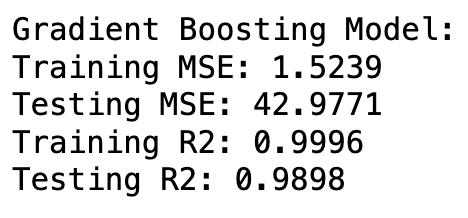 Gradient Boosting Model:
Training MSE: 1.5239
Testing MSE: 42.9771
Training R2: 0.9996
Testing R2: 0.9898